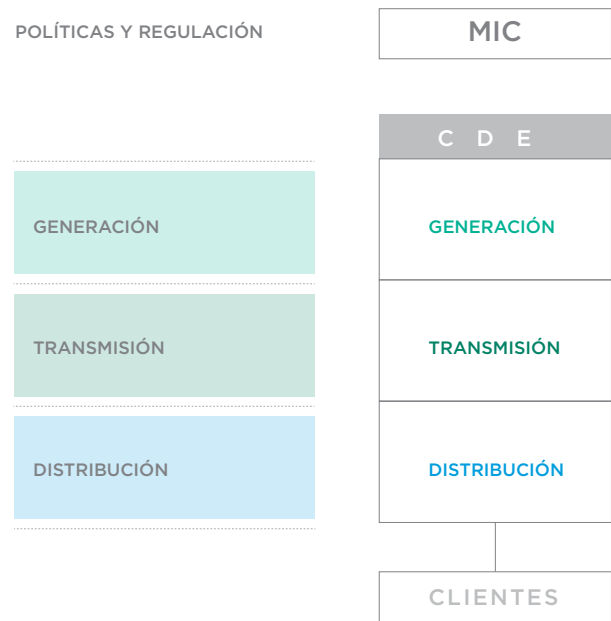 POLÍTICAS Y REGULACIÓN
MIC
C D E
GENERACIÓN
GENERACIÓN
TRANSMISIÓN
TRANSMISIÓN
DISTRIBUCIÓN
DISTRIBUCIÓN
CLIENTES